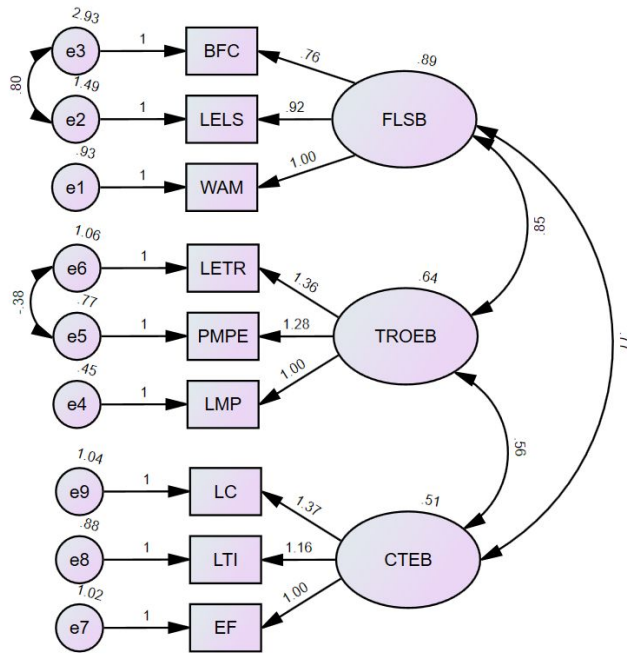 2.93
e3 1 BFC .76 .89
.80
1.49
e2 1 LELS .92 FLSB
.93
e1 1 WAM 1.00
.85
1.06
e6 1 LETR 1.36 .64
-.38
.77
e5 1 PMPE 1.28 TROEB
.45
e4 1 LMP 1.00
.56
1.04
e9 1 LC 1.37 .51
.88
e8 1 LTI 1.16 CTEB
1.02
e7 1 EF 1.00